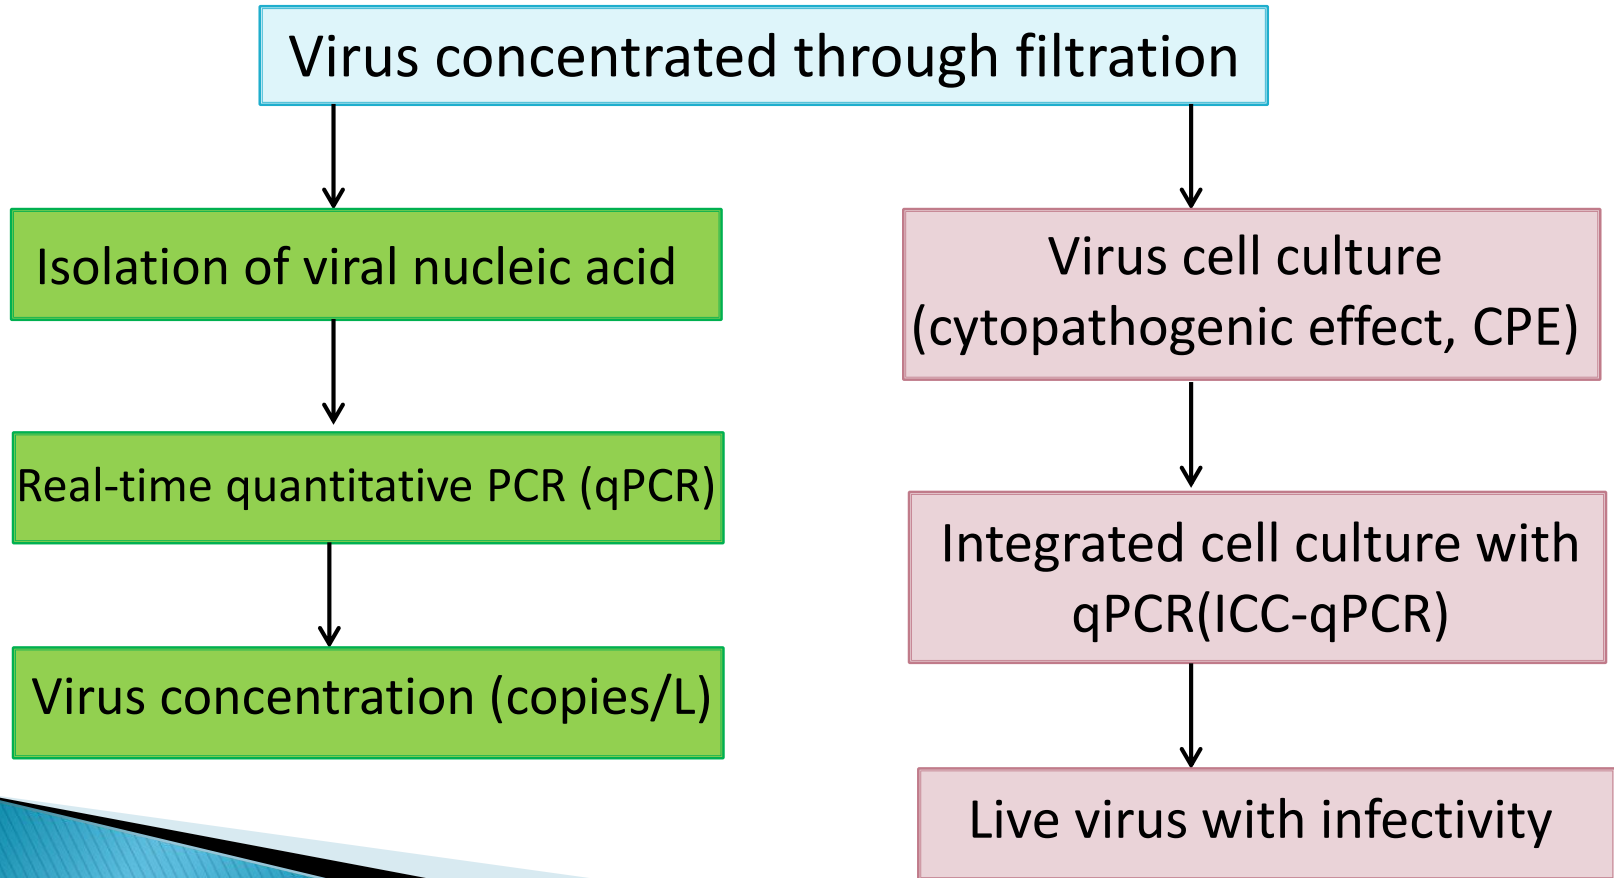 Virus concentrated through filtration
Isolation of viral nucleic acid
Real-time quantitative PCR (qPCR)
Virus concentration (copies/L)
Virus cell culture
(cytopathogenic effect, CPE)
Integrated cell culture with
qPCR(ICC-qPCR)
Live virus with infectivity